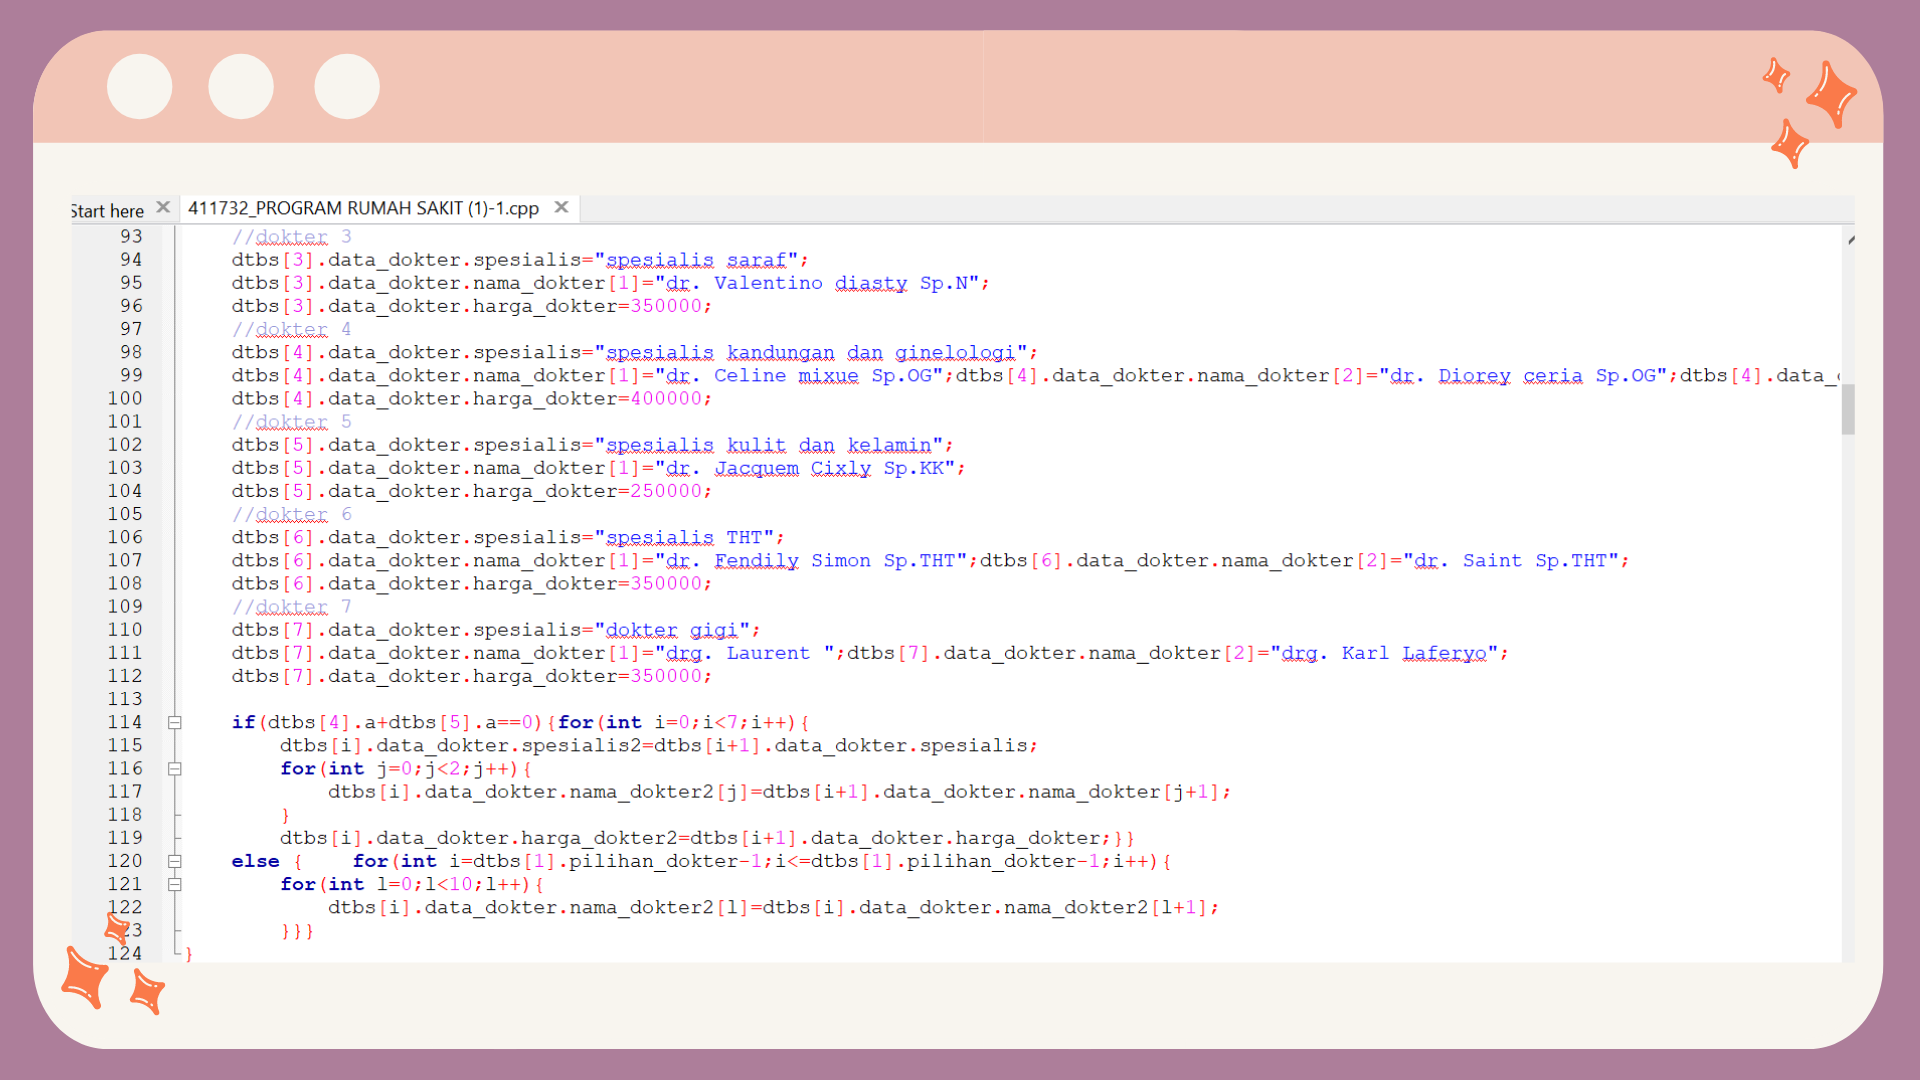 Start here ✕ 411732_PROGRAM RUMAH SAKIT (1)-1.cpp ✕
93 //dokter 3
94 dtbs[3].data_dokter.spesialis="spesialis saraf";
95 dtbs[3].data_dokter.nama_dokter[1]="dr. Valentino diasty Sp.N";
96 dtbs[3].data_dokter.harga_dokter=350000;
97 //dokter 4
98 dtbs[4].data_dokter.spesialis="spesialis kandungan dan ginelologi";
99 dtbs[4].data_dokter.nama_dokter[1]="dr. Celine mixue Sp.OG";dtbs[4].data_dokter.nama_dokter[2]="dr. Diorey ceria Sp.OG";dtbs[4].data_
100 dtbs[4].data_dokter.harga_dokter=400000;
101 //dokter 5
102 dtbs[5].data_dokter.spesialis="spesialis kulit dan kelamin";
103 dtbs[5].data_dokter.nama_dokter[1]="dr. Jacquem Cixly Sp.KK";
104 dtbs[5].data_dokter.harga_dokter=250000;
105 //dokter 6
106 dtbs[6].data_dokter.spesialis="spesialis THT";
107 dtbs[6].data_dokter.nama_dokter[1]="dr. Fendily Simon Sp.THT";dtbs[6].data_dokter.nama_dokter[2]="dr. Saint Sp.THT";
108 dtbs[6].data_dokter.harga_dokter=350000;
109 //dokter 7
110 dtbs[7].data_dokter.spesialis="dokter gigi";
111 dtbs[7].data_dokter.nama_dokter[1]="drg. Laurent ";dtbs[7].data_dokter.nama_dokter[2]="drg. Karl Laferyo";
112 dtbs[7].data_dokter.harga_dokter=350000;
113
114 if(dtbs[4].a+dtbs[5].a==0){for(int i=0;i<7;i++){
115 dtbs[i].data_dokter.spesialis2=dtbs[i+1].data_dokter.spesialis;
116 for(int j=0;j<2;j++){
117 dtbs[i].data_dokter.nama_dokter2[j]=dtbs[i+1].data_dokter.nama_dokter[j+1];
118 }
119 dtbs[i].data_dokter.harga_dokter2=dtbs[i+1].data_dokter.harga_dokter;}}
120 else { for(int i=dtbs[1].pilihan_dokter-1;i<=dtbs[1].pilihan_dokter-1;i++){
121 for(int l=0;l<10;l++){
122 dtbs[i].data_dokter.nama_dokter2[l]=dtbs[i].data_dokter.nama_dokter2[l+1];
23 }}}
124 }